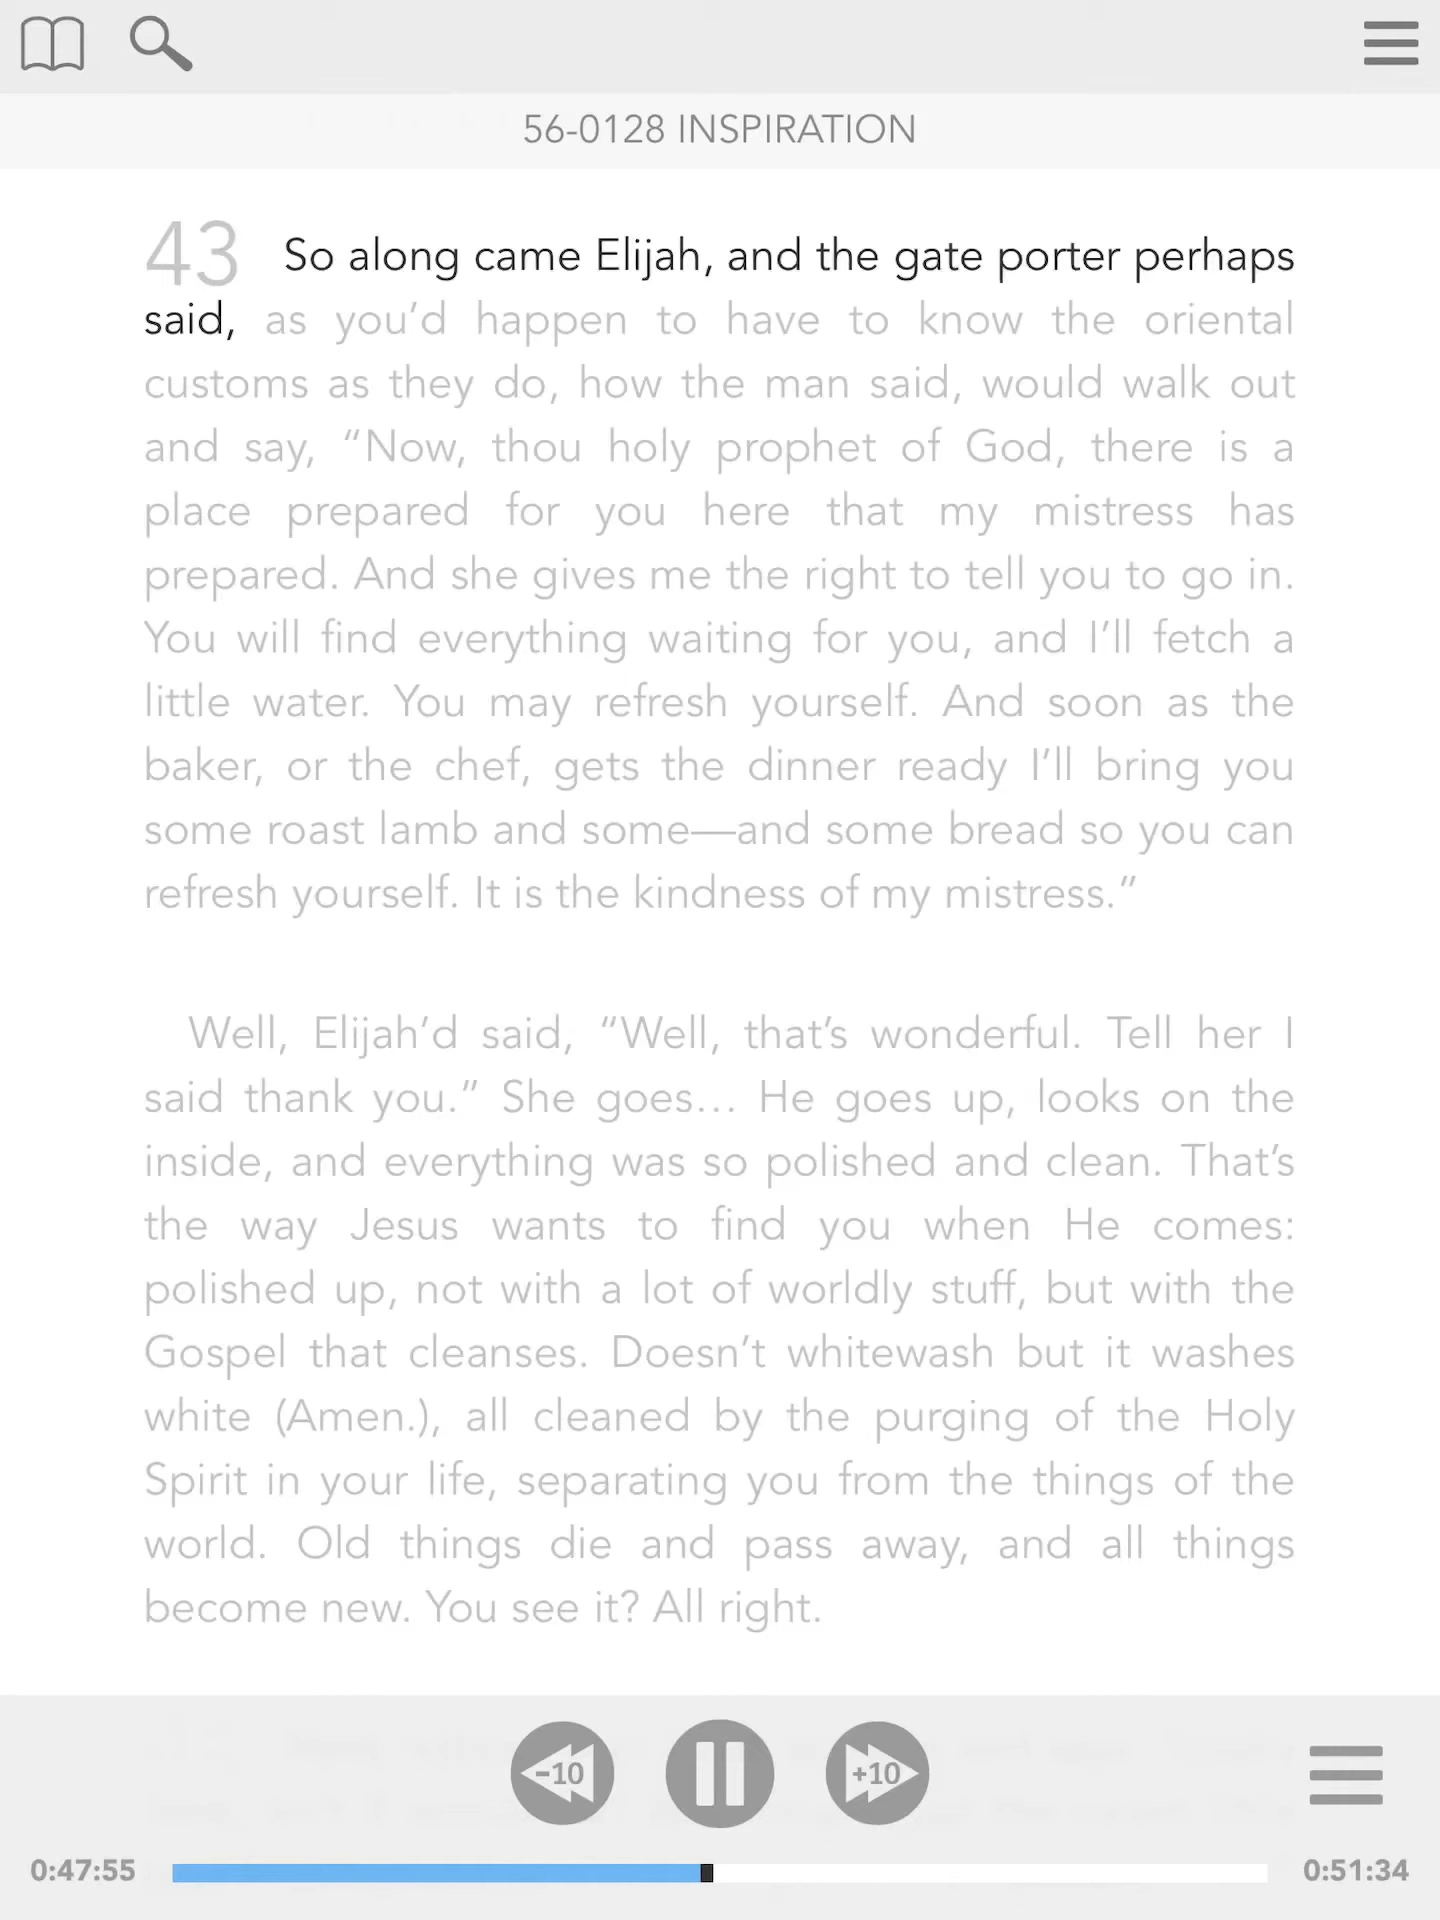 56-0128 INSPIRATION
43 So along came Elijah, and the gate porter perhaps
said, as you’d happen to have to know the oriental
customs as they do, how the man said, would walk out
and say, “Now, thou holy prophet of God, there is a
place prepared for you here that my mistress has
prepared. And she gives me the right to tell you to go in.
You will find everything waiting for you, and I’ll fetch a
little water. You may refresh yourself. And soon as the
baker, or the chef, gets the dinner ready I’ll bring you
some roast lamb and some—and some bread so you can
refresh yourself. It is the kindness of my mistress.”
Well, Elijah’d said, “Well, that’s wonderful. Tell her I
said thank you.” She goes… He goes up, looks on the
inside, and everything was so polished and clean. That’s
the way Jesus wants to find you when He comes:
polished up, not with a lot of worldly stuff, but with the
Gospel that cleanses. Doesn’t whitewash but it washes
white (Amen.), all cleaned by the purging of the Holy
Spirit in your life, separating you from the things of the
world. Old things die and pass away, and all things
become new. You see it? All right.
-10 +10
0:47:55 0:51:34